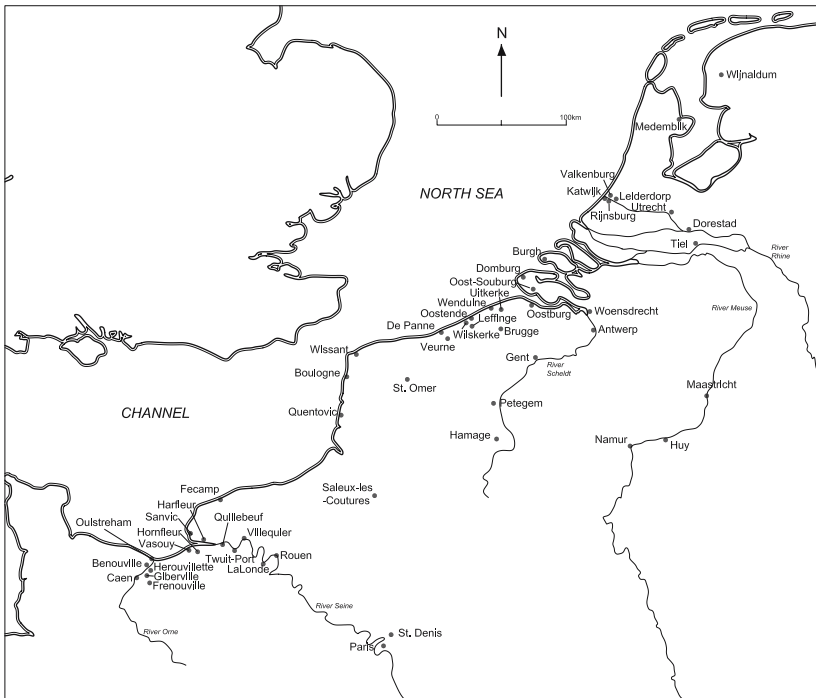 N
Wijnaldum
0
100km
Medemblik
Valkenburg
NORTH SEA
Katwijk
Leiderdorp
Utrecht
Rijnsburg
Dorestad
Tiel
River
Rhine
Burgh
Domburg
Oost-Souburg
Uitkerke
Wenduine
River Meuse
Oostende
Leffinge
Oostburg
Woensdrecht
De Panne
Wilskerke
Brugge
Antwerp
Veurne
Wissant
Gent
River
Scheldt
Boulogne
St. Omer
Maastricht
CHANNEL
Petegem
Quentovic
Hamage
Namur
Huy
Fecamp
Saleux-les
-Coutures
Harfleur
Sanvic
Quillebeuf
Oulstreham
Hornfleur
Villequier
Vasouy
Twuit-Port
Rouen
Benouville
Herouvillette
LaLonde
Caen
Giberville
Frenouville
River Seine
River Orne
St. Denis
Paris